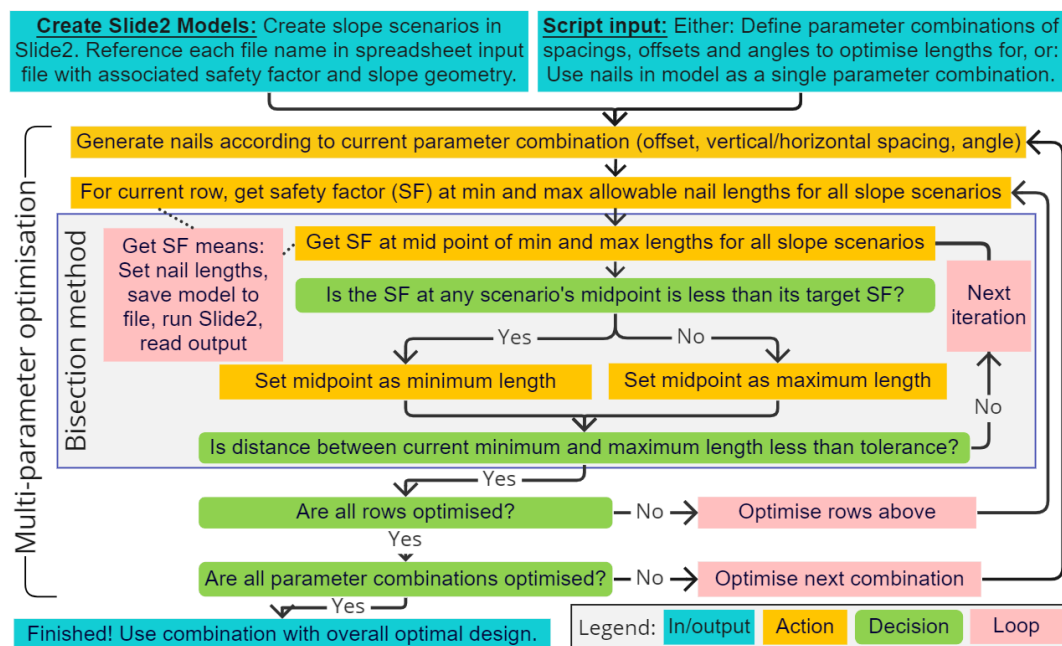 Create Slide2 Models: Create slope scenarios in
Slide2. Reference each file name in spreadsheet input
file with associated safety factor and slope geometry.
Script input: Either: Define parameter combinations of
spacings, offsets and angles to optimise lengths for, or:
Use nails in model as a single parameter combination.
Multi-parameter optimisation
Generate nails according to current parameter combination (offset, vertical/horizontal spacing, angle)
For current row, get safety factor (SF) at min and max allowable nail lengths for all slope scenarios
Bisection method
Get SF means:
Set nail lengths,
save model to
file, run Slide2,
read output
Get SF at mid point of min and max lengths for all slope scenarios
Is the SF at any scenario's midpoint is less than its target SF?
Next
iteration
Yes
No
Set midpoint as minimum length
Set midpoint as maximum length
No
Is distance between current minimum and maximum length less than tolerance?
Yes
Are all rows optimised?
No
Optimise rows above
Yes
Are all parameter combinations optimised?
No
Optimise next combination
Yes
Finished! Use combination with overall optimal design.
Legend:
In/output
Action
Decision
Loop